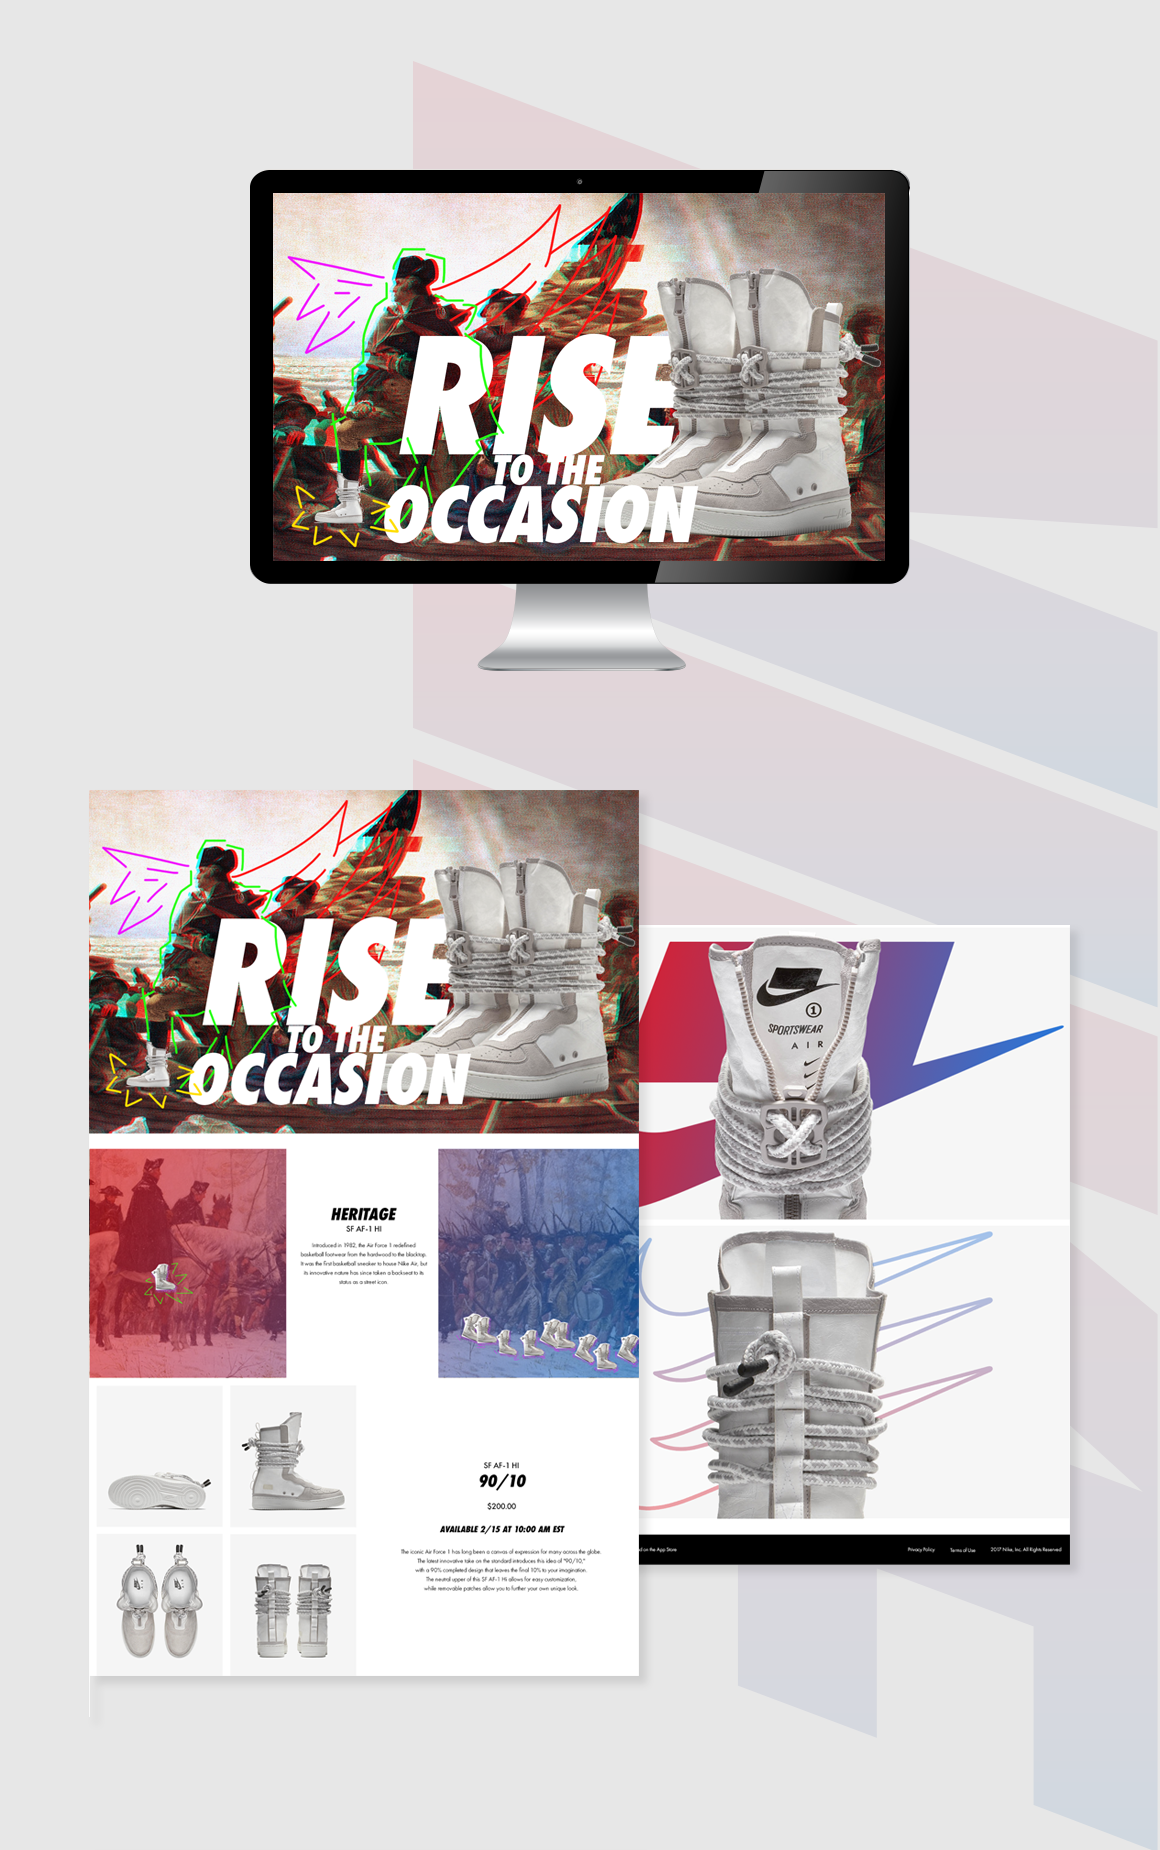 RISE
TO THE
OCCASION
RISE
TO THE
OCCASION
SPORTSWEAR
AIR
HERITAGE
SF AF-1 HI
Introduced in 1982, the Air Force 1 redefined
basketball footwear from the hardwood to the blacktop.
It was the first basketball sneaker to house Nike Air, but
its innovative nature has since taken a backseat to its
status as a street icon.
SF AF-1 HI
90/10
$200.00
AVAILABLE 2/15 AT 10:00 AM EST
The iconic Air Force 1 has long been a canvas of expression for many across the globe.
The latest innovative take on the standard introduces this idea of "90/10,"
with a 90% completed design that leaves the final 10% to your imagination.
The neutral upper of this SF AF-1 Hi allows for easy customization,
while removable patches allow you to further your own unique look.
on the App Store
Privacy Policy
Terms of Use
2017 Nike, Inc. All Rights Reserved